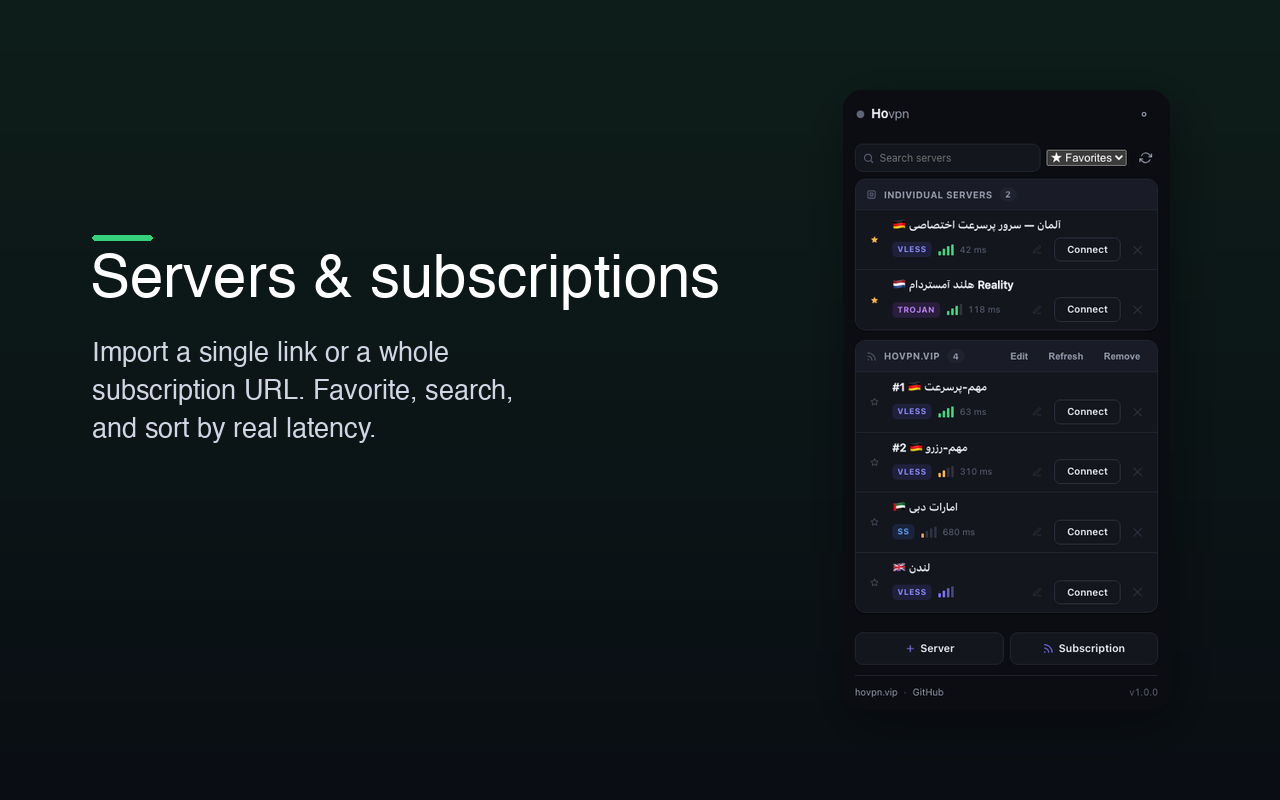 Servers & subscriptions
Import a single link or a whole
subscription URL. Favorite, search,
and sort by real latency.
Hovpn
Search servers
★ Favorites
INDIVIDUAL SERVERS 2
آلمان — سرور پرسرعت اختصاصی 🇩🇪
VLESS 42 ms Connect
هلند آمستردام Reality 🇳🇱
TROJAN 118 ms Connect
HOVPN.VIP 4 Edit Refresh Remove
#1 🇩🇪 مهم-پرسرعت
VLESS 63 ms Connect
#2 🇩🇪 مهم-رزرو
VLESS 310 ms Connect
امارات دبی 🇦🇪
SS 680 ms Connect
لندن 🇬🇧
VLESS Connect
+ Server Subscription
hovpn.vip · GitHub v1.0.0